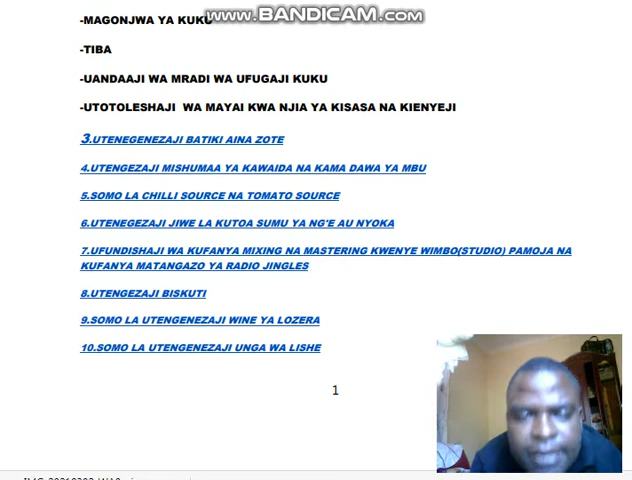 www.BANDICAM.com
-MAGONJWA YA KUKU
-TIBA
-UANDAAJI WA MRADI WA UFUGAJI KUKU
-UTOTOLESHAJI WA MAYAI KWA NJIA YA KISASA NA KIENYEJI
3.UTENEGENEZAJI BATIKI AINA ZOTE
4.UTENGEZAJI MISHUMAA YA KAWAIDA NA KAMA DAWA YA MBU
5.SOMO LA CHILLI SOURCE NA TOMATO SOURCE
6.UTENEGEZAJI JIWE LA KUTOA SUMU YA NG'E AU NYOKA
7.UFUNDISHAJI WA KUFANYA MIXING NA MASTERING KWENYE WIMBO(STUDIO) PAMOJA NA
KUFANYA MATANGAZO YA RADIO JINGLES
8.UTENGEZAJI BISKUTI
9.SOMO LA UTENGENEZAJI WINE YA LOZERA
10.SOMO LA UTENGENEZAJI UNGA WA LISHE
1